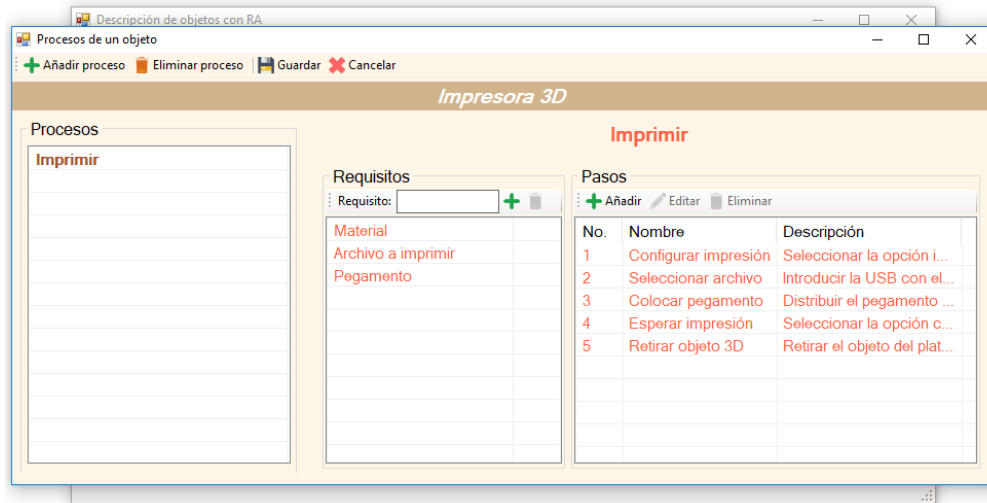 Descripción de objetos con RA
Procesos de un objeto
Añadir proceso Eliminar proceso Guardar Cancelar
Impresora 3D
Procesos
Imprimir
Imprimir
Requisitos
Requisito:
Material
Archivo a imprimir
Pegamento
Pasos
Añadir Editar Eliminar
No. Nombre Descripción
1 Configurar impresión Seleccionar la opción i...
2 Seleccionar archivo Introducir la USB con el...
3 Colocar pegamento Distribuir el pegamento ...
4 Esperar impresión Seleccionar la opción c...
5 Retirar objeto 3D Retirar el objeto del plat...